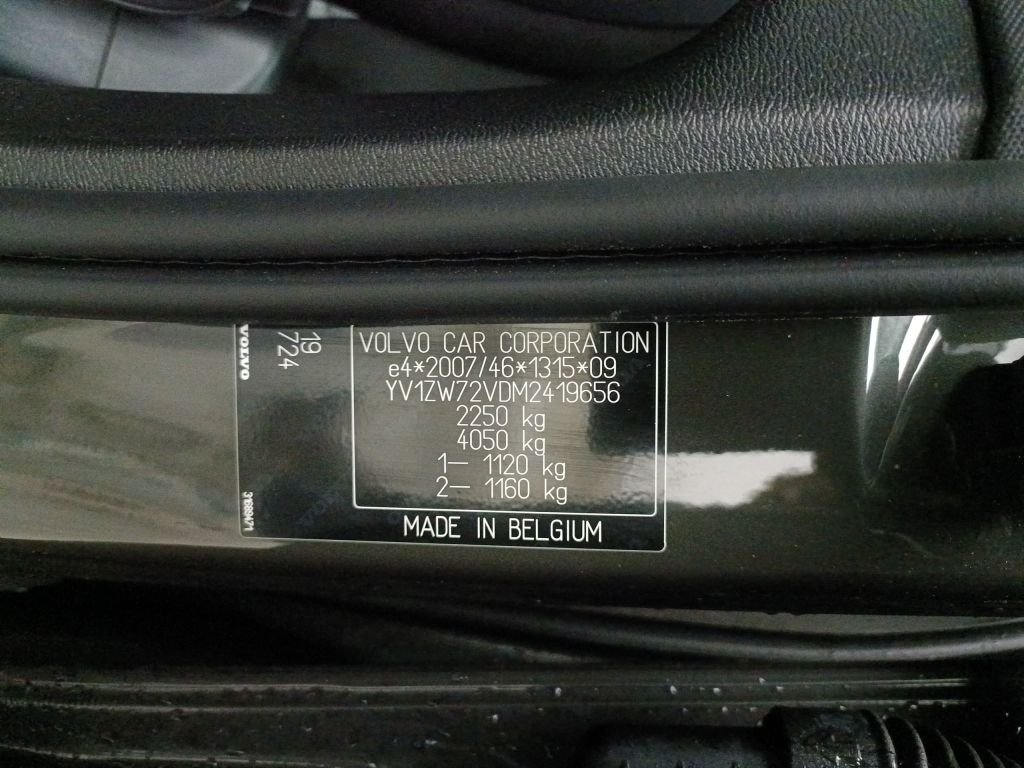 VOLVO
19
724
VOLVO CAR CORPORATION
e4*2007/46*1315*09
YV1ZW72VDM2419656
2250 kg
4050 kg
1– 1120 kg
2– 1160 kg
MADE IN BELGIUM